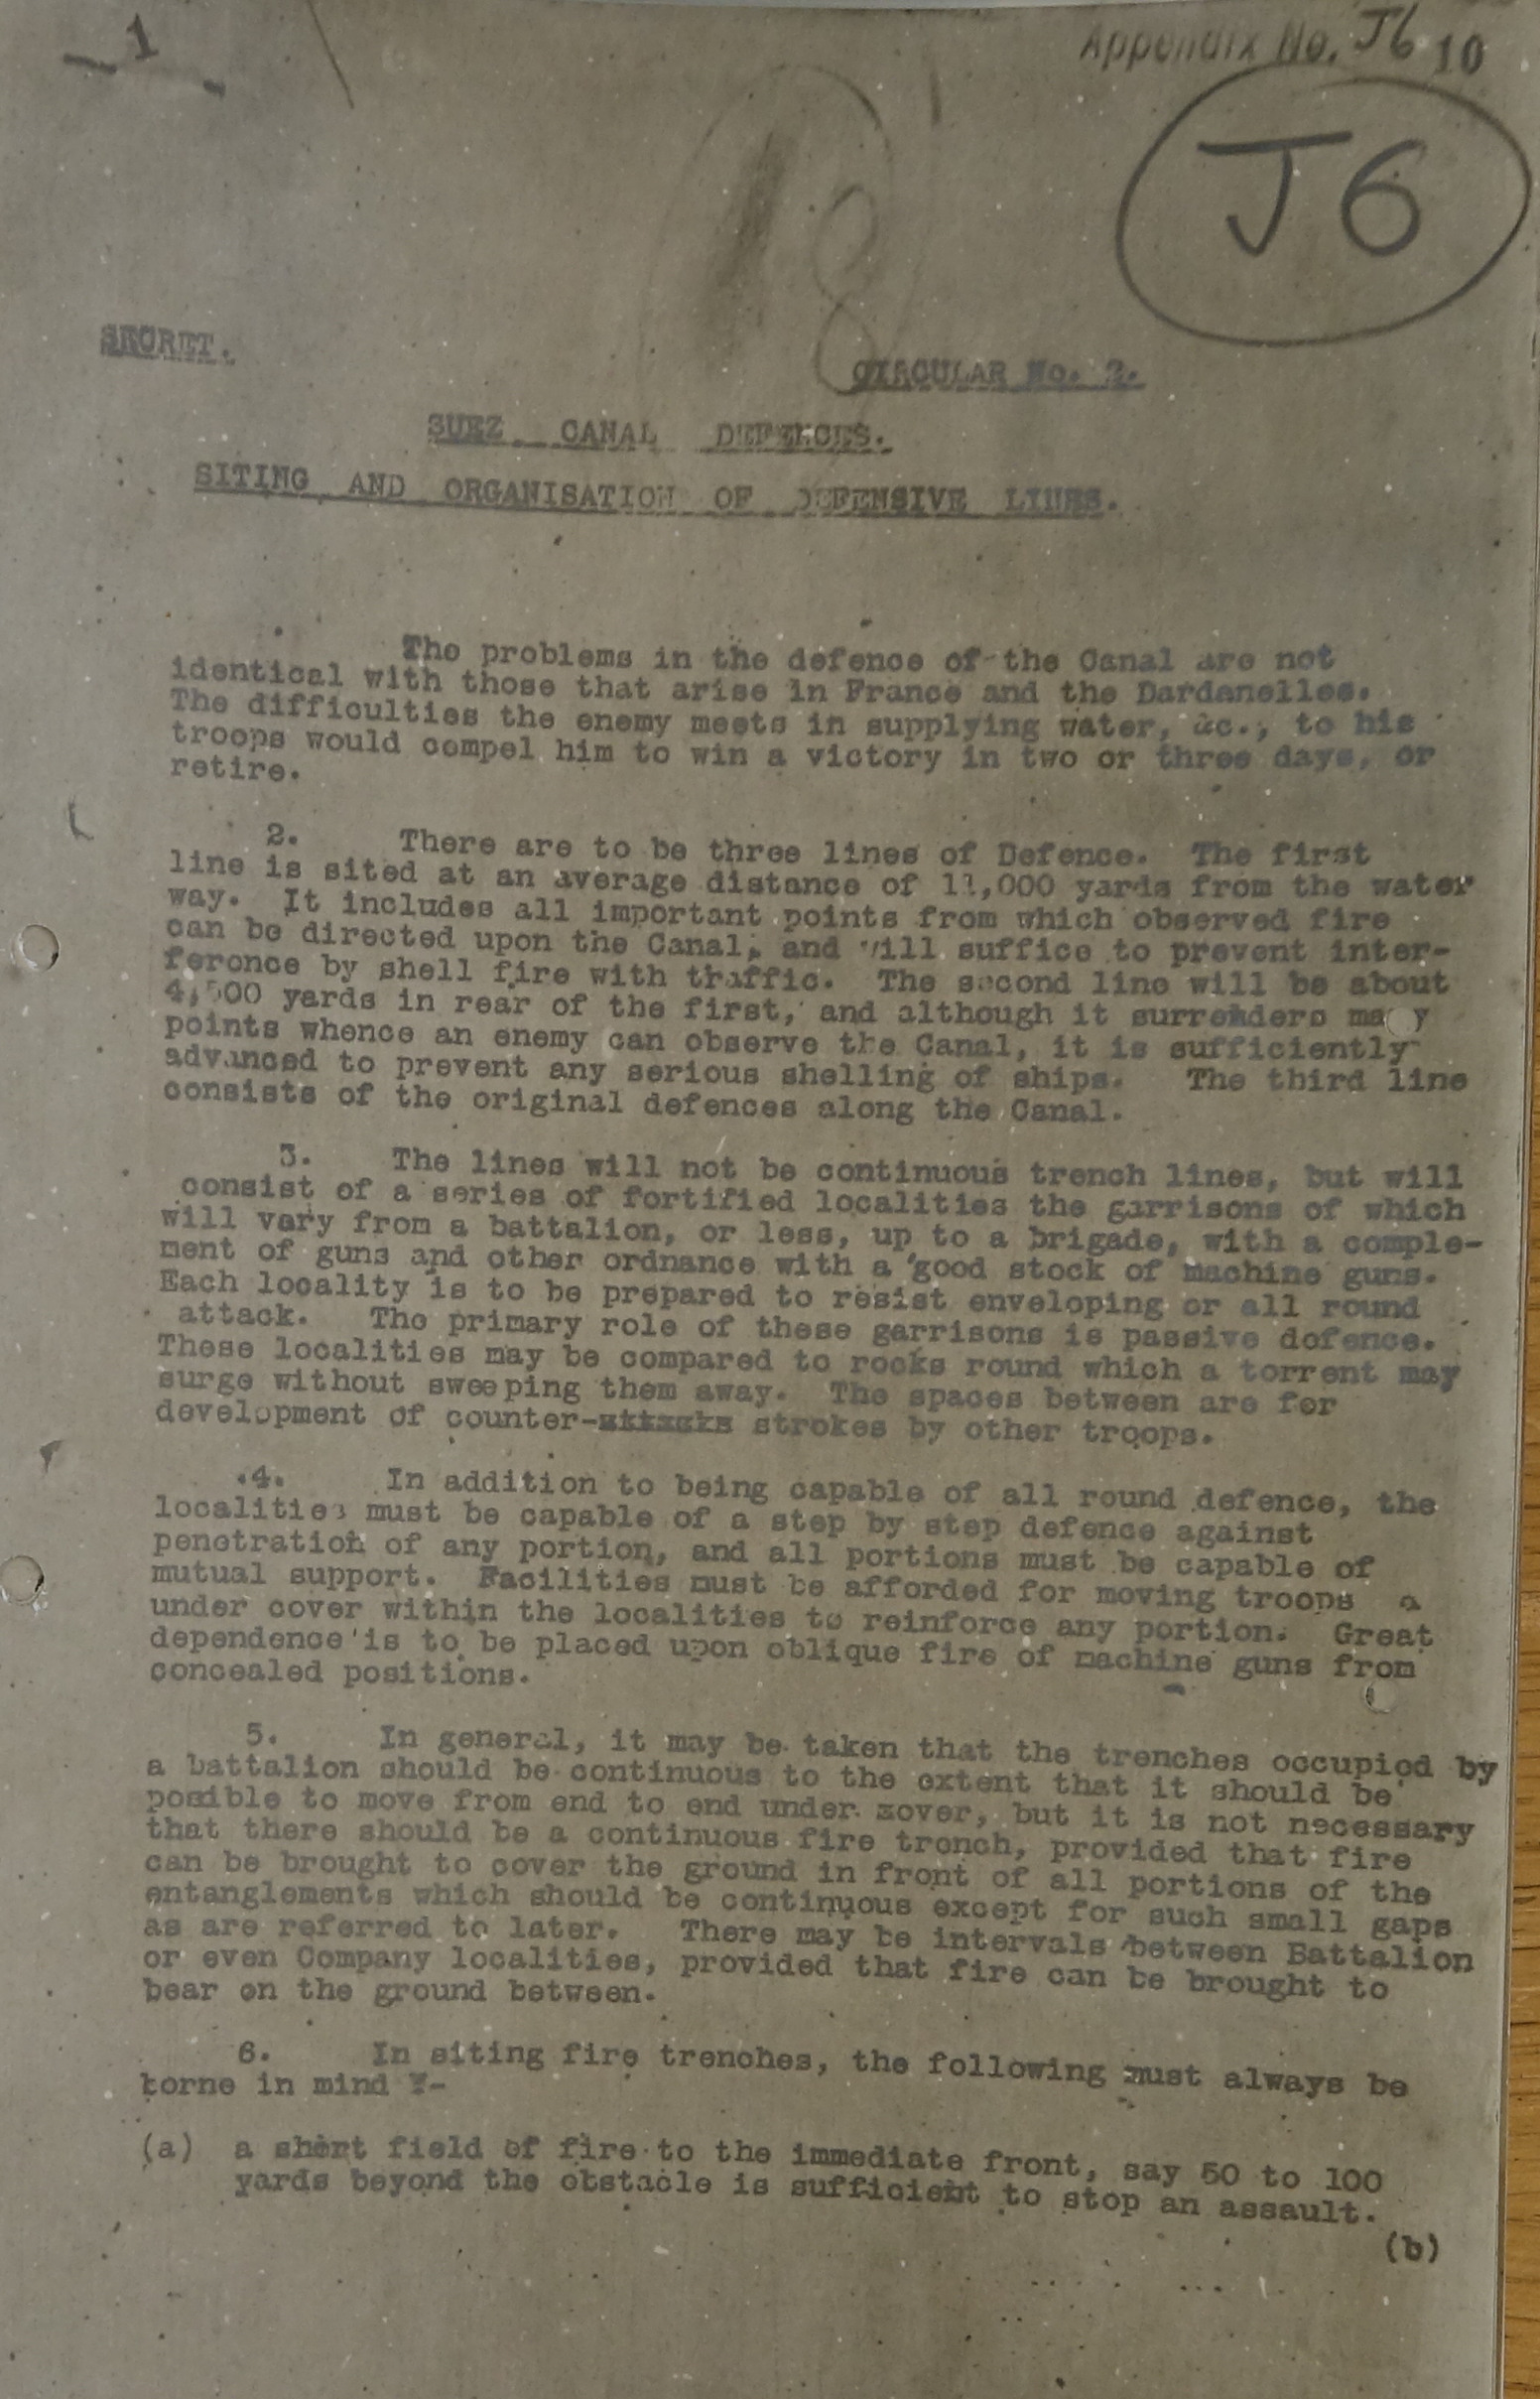 1
Appendix No. J6 10
J6
18
SECRET.
CIRCULAR No. 2.
SUEZ CANAL DEFENCES.
SITING AND ORGANISATION OF DEFENSIVE LINES.
The problems in the defence of the Canal are not
identical with those that arise in France and the Dardanelles.
The difficulties the enemy meets in supplying water, &c., to his
troops would compel him to win a victory in two or three days, or
retire.
2. There are to be three lines of Defence. The first
line is sited at an average distance of 11,000 yards from the water
way. It includes all important points from which observed fire
can be directed upon the Canal, and will suffice to prevent inter-
ference by shell fire with traffic. The second line will be about
4,500 yards in rear of the first, and although it surrenders many
points whence an enemy can observe the Canal, it is sufficiently
advanced to prevent any serious shelling of ships. The third line
consists of the original defences along the Canal.
3. The lines will not be continuous trench lines, but will
consist of a series of fortified localities the garrisons of which
will vary from a battalion, or less, up to a brigade, with a comple-
ment of guns and other ordnance with a good stock of machine guns.
Each locality is to be prepared to resist enveloping or all round
attack. The primary role of these garrisons is passive defence.
These localities may be compared to rocks round which a torrent may
surge without sweeping them away. The spaces between are for
development of counter-attacks strokes by other troops.
4. In addition to being capable of all round defence, the
localities must be capable of a step by step defence against
penetration of any portion, and all portions must be capable of
mutual support. Facilities must be afforded for moving troops a
under cover within the localities to reinforce any portion. Great
dependence is to be placed upon oblique fire of machine guns from
concealed positions.
5. In general, it may be taken that the trenches occupied by
a battalion should be continuous to the extent that it should be
possible to move from end to end under zover, but it is not necessary
that there should be a continuous fire trench, provided that fire
can be brought to cover the ground in front of all portions of the
entanglements which should be continuous except for such small gaps
as are referred to later. There may be intervals between Battalion
or even Company localities, provided that fire can be brought to
bear on the ground between.
6. In siting fire trenches, the following must always be
borne in mind :-
(a) a short field of fire to the immediate front, say 50 to 100
yards beyond the obstacle is sufficient to stop an assault.
(b)